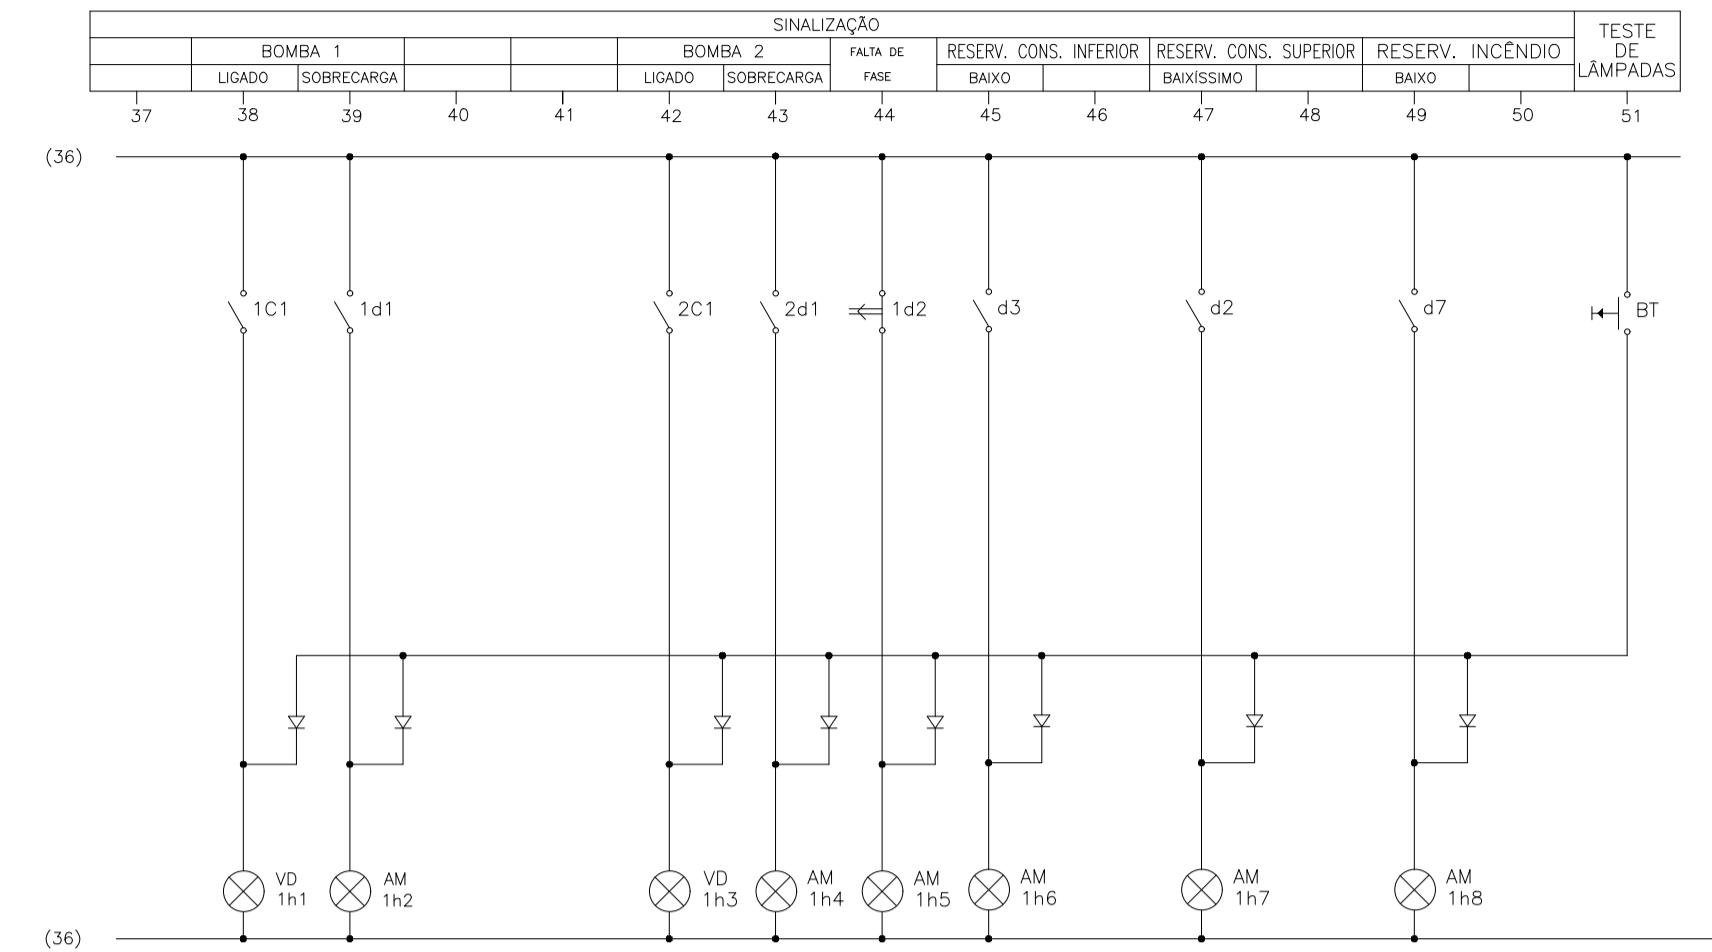 SINALIZAÇÃO
TESTE
DE
LÂMPADAS
BOMBA 1
BOMBA 2
FALTA DE
FASE
RESERV. CONS. INFERIOR
RESERV. CONS. SUPERIOR
RESERV. INCÊNDIO
LIGADO
SOBRECARGA
LIGADO
SOBRECARGA
BAIXO
BAIXÍSSIMO
BAIXO
37 38 39 40 41 42 43 44 45 46 47 48 49 50 51
(36)
1C1
1d1
2C1
2d1
1d2
d3
d2
d7
BT
VD
1h1
AM
1h2
VD
1h3
AM
1h4
AM
1h5
AM
1h6
AM
1h7
AM
1h8
(36)